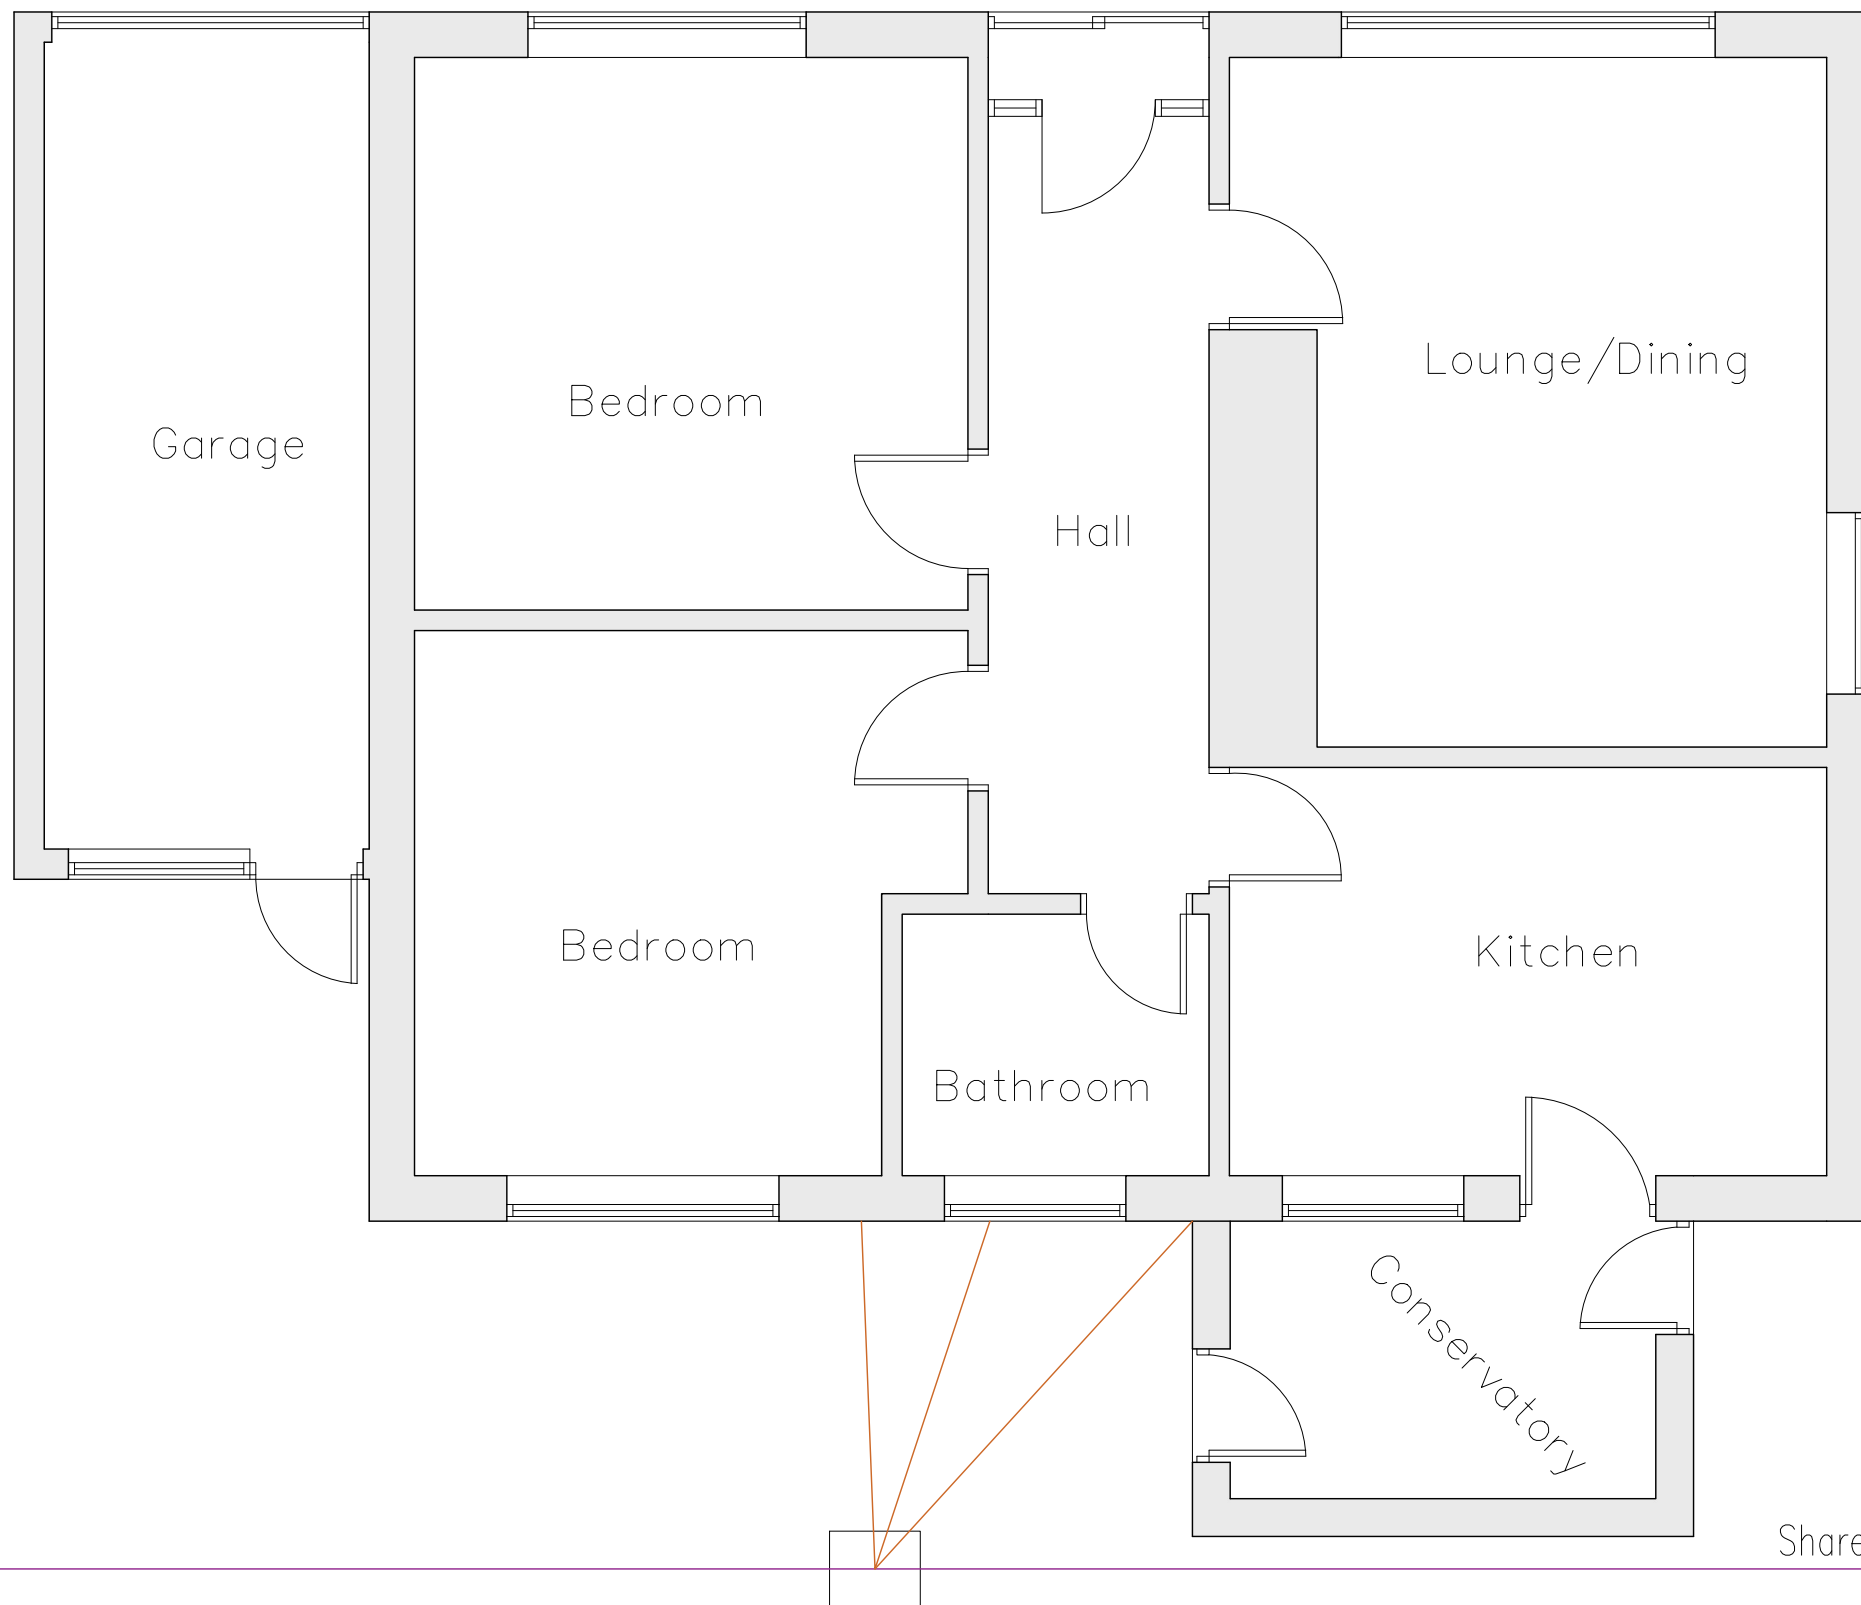 Lounge/Dining
Bedroom
Garage
Hall
Bedroom
Kitchen
Bathroom
Conservatory
Share